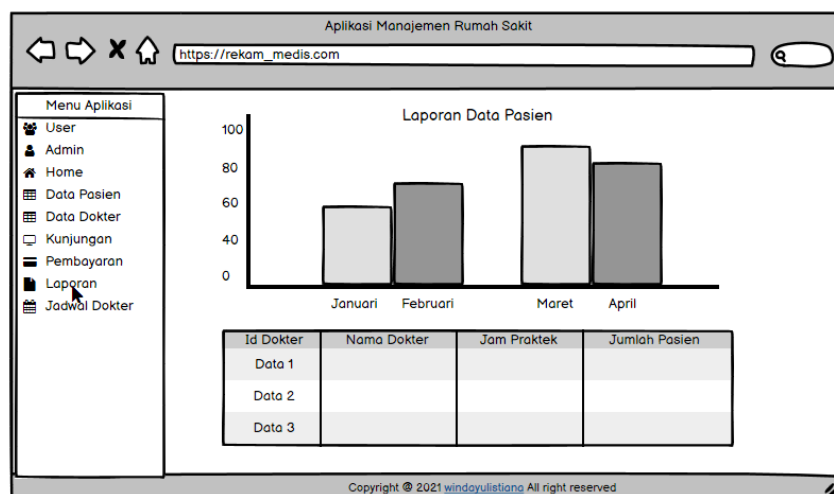 Aplikasi Manajemen Rumah Sakit
https://rekam_medis.com
Menu Aplikasi
User
Admin
Home
Data Pasien
Data Dokter
Kunjungan
Pembayaran
Laporan
Jadwal Dokter
Laporan Data Pasien
100
80
60
40
0
Januari Februari Maret April
Id Dokter Nama Dokter Jam Praktek Jumlah Pasien
Data 1
Data 2
Data 3
Copyright @ 2021 windayulistiana All right reserved